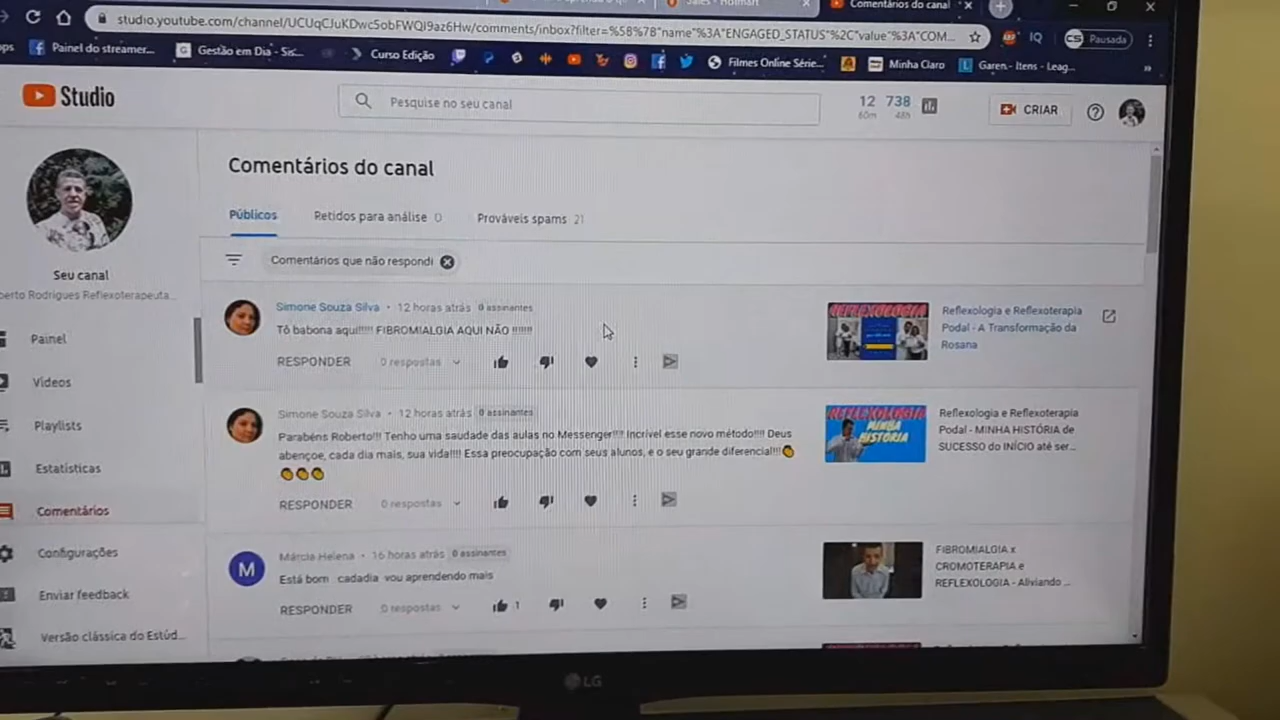 Comentários do canal
studio.youtube.com/channel/UCUqCJuKDwc5obFWQI9az6Hw/comments/inbox?filter=%5B%7B"name"%3A"ENGAGED_STATUS"%2C"value"%3A"COM...
Pausada
Painel do streamer...
Gestão em Dia - Sis...
Curso Edição
Filmes Online Série...
Minha Claro
Garen - Itens - Leag...
Studio
Pesquise no seu canal
12 738
60m 48h
CRIAR
Comentários do canal
Públicos
Retidos para análise 0
Prováveis spams 21
Comentários que não respondi
Seu canal
berto Rodrigues Reflexoterapeuta...
Painel
Vídeos
Playlists
Estatísticas
Comentários
Configurações
Enviar feedback
Versão clássica do Estúd...
Simone Souza Silva • 12 horas atrás 0 assinantes
Tô babona aqui!!!!! FIBROMIALGIA AQUI NÃO !!!!!!!
RESPONDER 0 respostas
REFLEXOLOGIA
Reflexologia e Reflexoterapia
Podal - A Transformação da
Rosana
Simone Souza Silva • 12 horas atrás 0 assinantes
Parabéns Roberto!!! Tenho uma saudade das aulas no Messenger!!!! Incrível esse novo método!!!! Deus
abençoe, cada dia mais, sua vida!!!! Essa preocupação com seus alunos, e o seu grande diferencial!!!👏
👏👏👏
RESPONDER 0 respostas
REFLEXOLOGIA
MINHA
HISTÓRIA
Reflexologia e Reflexoterapia
Podal - MINHA HISTÓRIA de
SUCESSO do INÍCIO até ser...
M
Márcia Helena • 16 horas atrás 0 assinantes
Está bom cadadia vou aprendendo mais
RESPONDER 0 respostas
1
FIBROMIALGIA x
CROMOTERAPIA e
REFLEXOLOGIA - Aliviando ...
LG